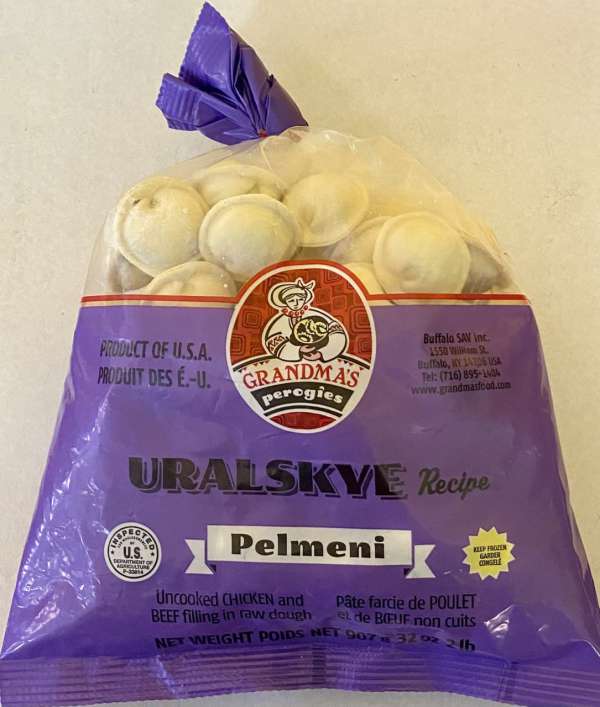 PRODUCT OF U.S.A.
PRODUIT DES É.-U.
GRANDMA'S
perogies
Buffalo SAV inc.
1550 William St.
Buffalo, NY 14206 USA
Tel: (716) 895-1404
www.grandmasfood.com
URALSKYE Recipe
Pelmeni
INSPECTED
U.S.
DEPARTMENT OF
AGRICULTURE
KEEP FROZEN
GARDER
CONGELÉ
Uncooked CHICKEN and
BEEF filling in raw dough
Pâte farcie de POULET
et de BŒUF non cuits
NET WEIGHT POIDS NET 907 g 32 oz 2 lb